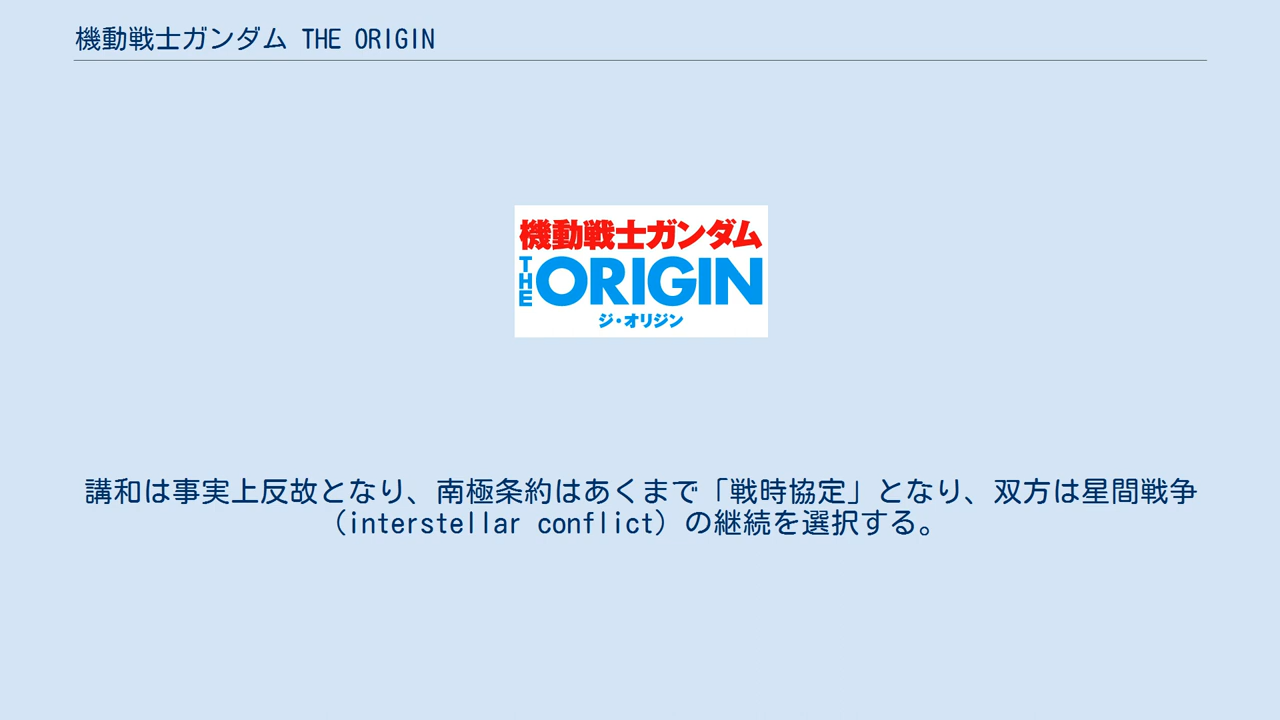 機動戦士ガンダム THE ORIGIN
機動戦士ガンダム
THE ORIGIN
ジ・オリジン
講和は事実上反故となり、南極条約はあくまで「戦時協定」となり、双方は星間戦争
（interstellar conflict）の継続を選択する。